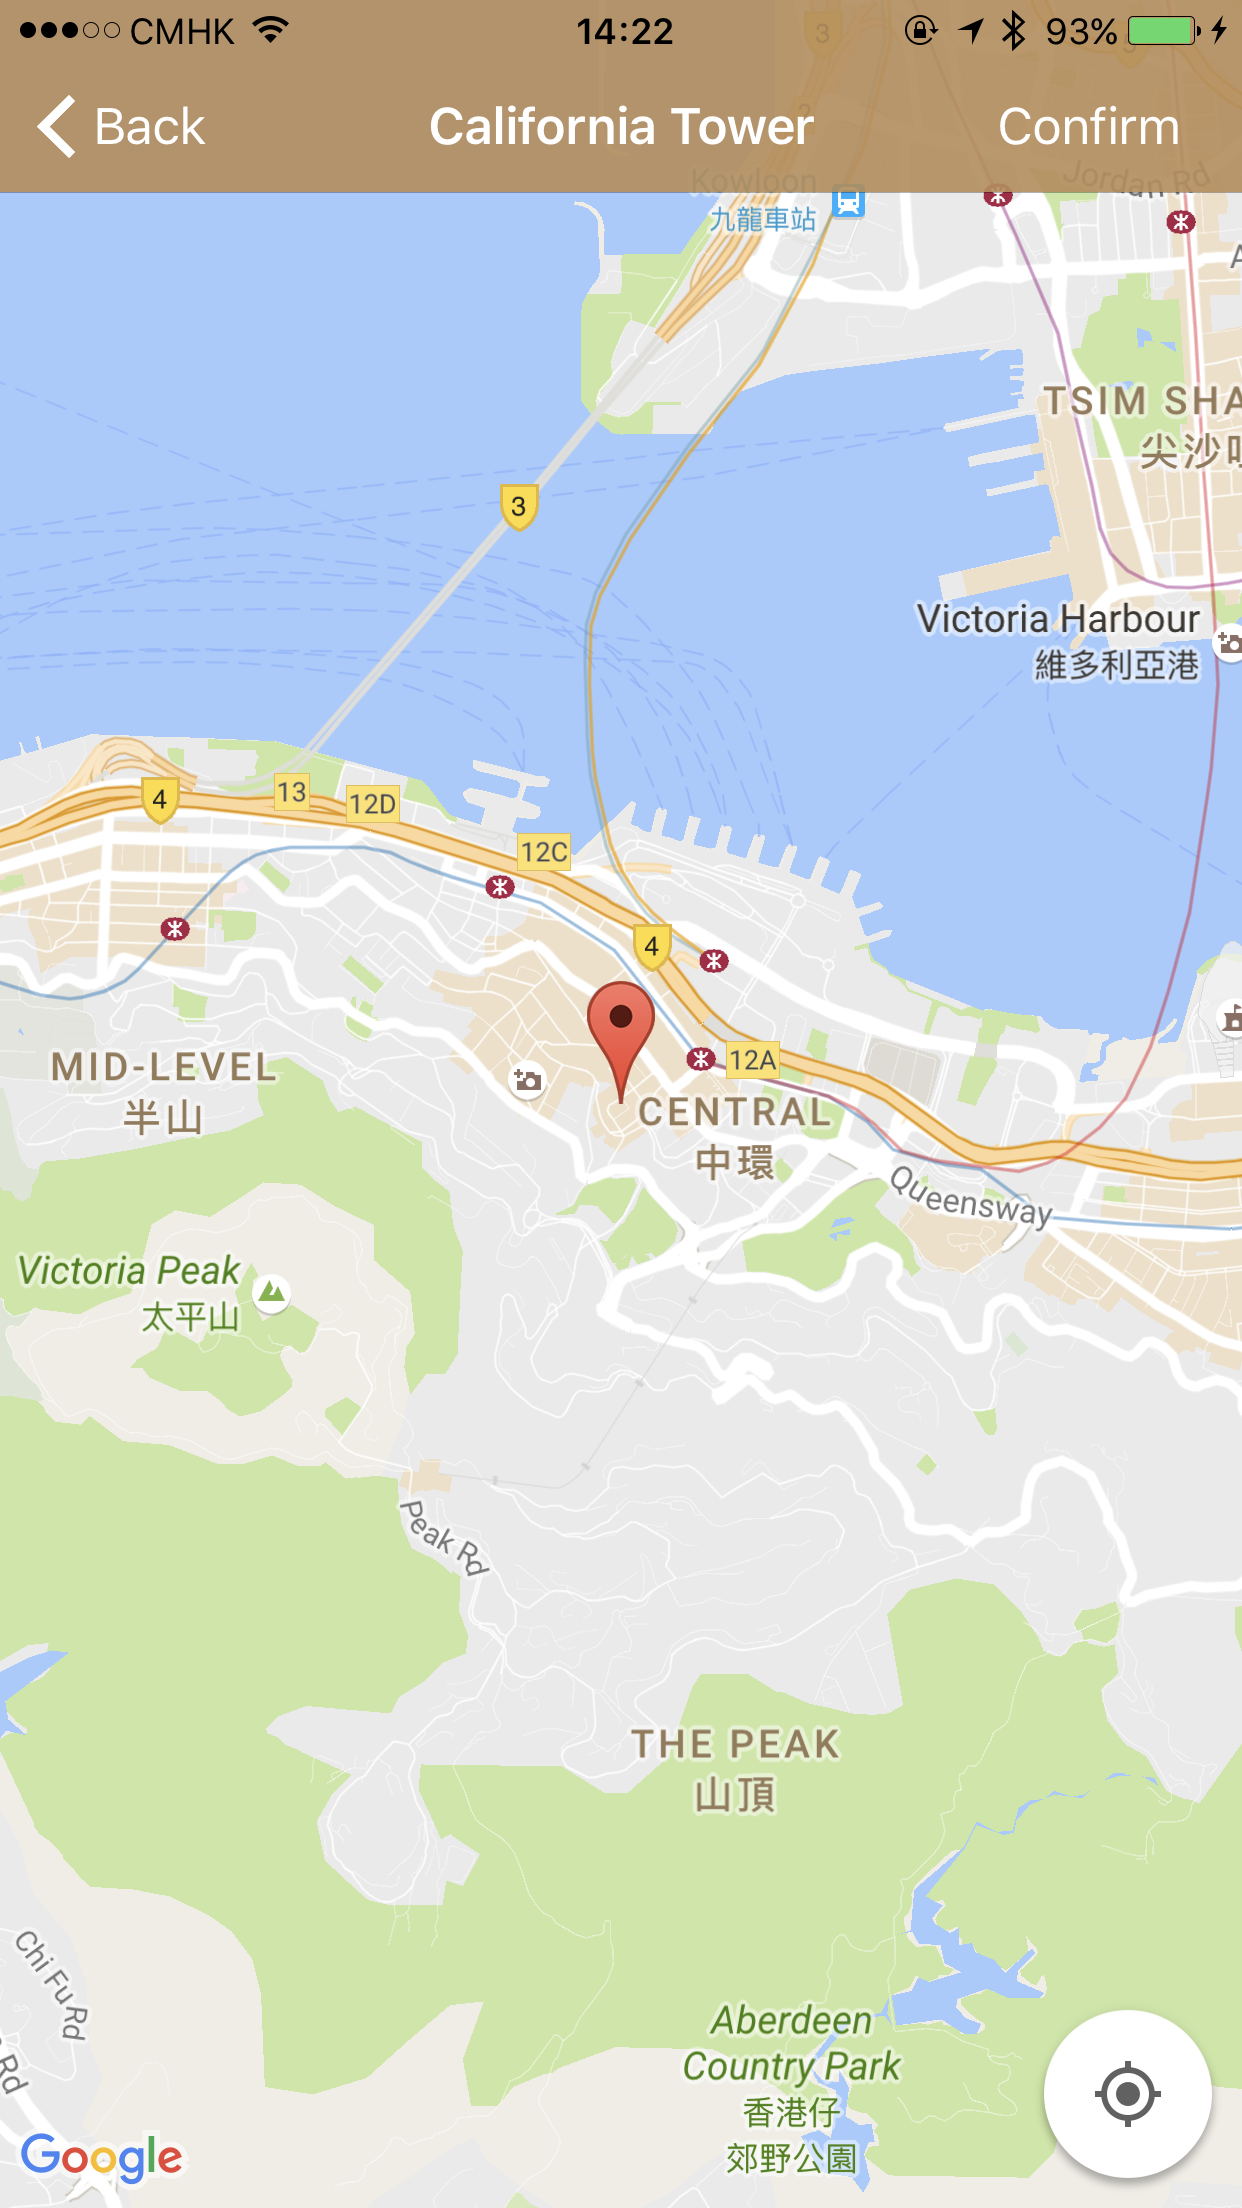 CMHK 14:22 93%
Back California Tower Confirm
3
2
Kowloon
九龍車站
Jordan Rd
A
TSIM SHA
尖沙咀
3
Victoria Harbour
維多利亞港
4
13
12D
12C
4
12A
MID-LEVEL
半山
CENTRAL
中環
Queensway
Victoria Peak
太平山
Peak Rd
THE PEAK
山頂
Chi Fu Rd
Rd
Aberdeen
Country Park
香港仔
郊野公園
Google